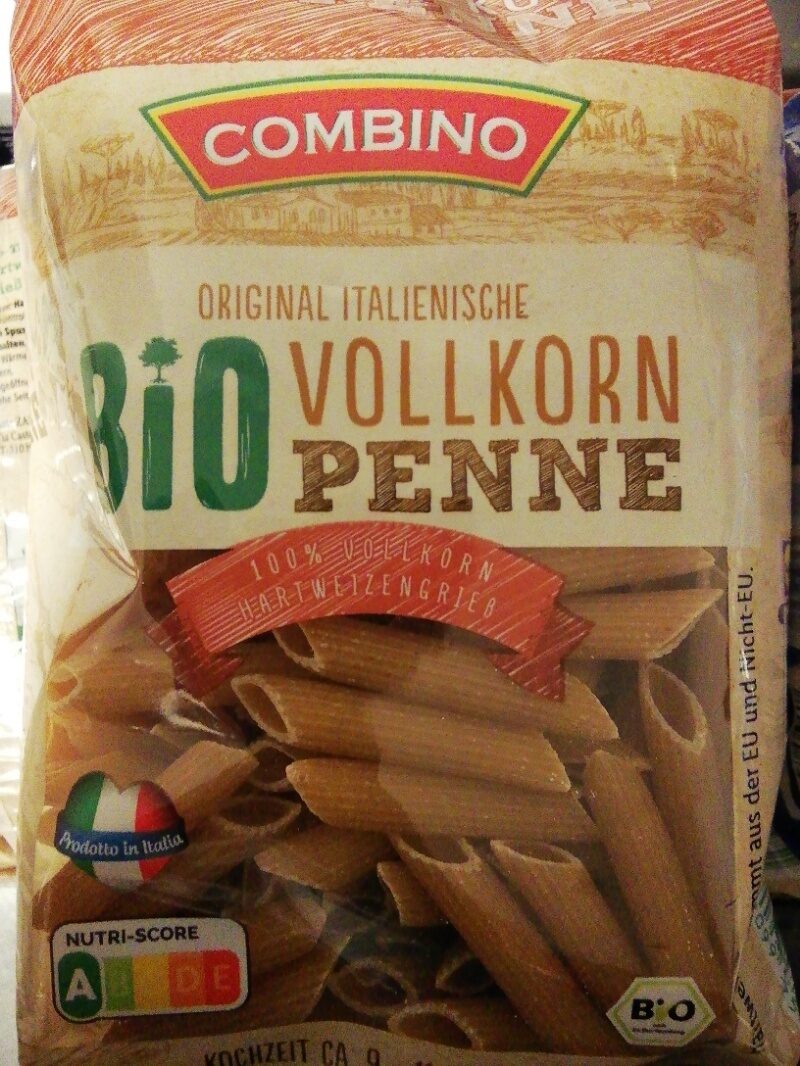 COMBINO
ORIGINAL ITALIENISCHE
BiO VOLLKORN
PENNE
100% VOLLKORN
HARTWEIZENGRIEß
Prodotto in Italia
NUTRI-SCORE
A B C D E
BiO
KOCHZEIT CA. 9
aus der EU und Nicht-EU.